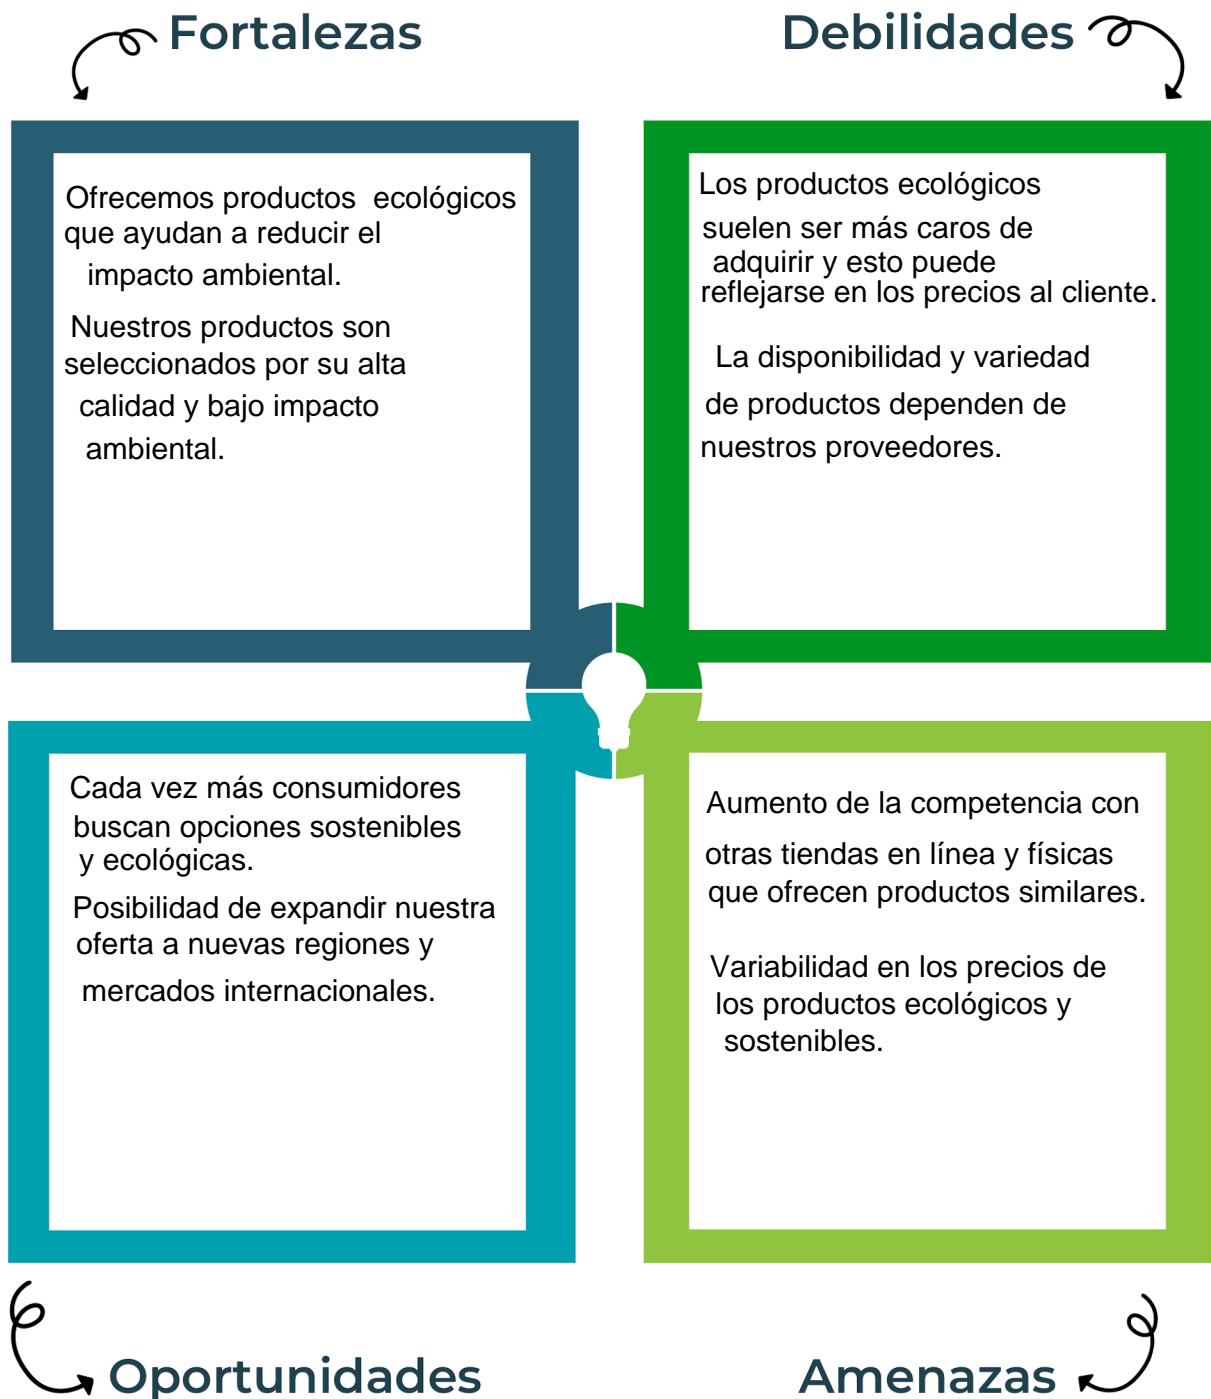 Fortalezas
Ofrecemos productos ecológicos
que ayudan a reducir el
impacto ambiental.
Nuestros productos son
seleccionados por su alta
calidad y bajo impacto
ambiental.
Debilidades
Los productos ecológicos
suelen ser más caros de
adquirir y esto puede
reflejarse en los precios al cliente.
La disponibilidad y variedad
de productos dependen de
nuestros proveedores.
Cada vez más consumidores
buscan opciones sostenibles
y ecológicas.
Posibilidad de expandir nuestra
oferta a nuevas regiones y
mercados internacionales.
Oportunidades
Aumento de la competencia con
otras tiendas en línea y físicas
que ofrecen productos similares.
Variabilidad en los precios de
los productos ecológicos y
sostenibles.
Amenazas